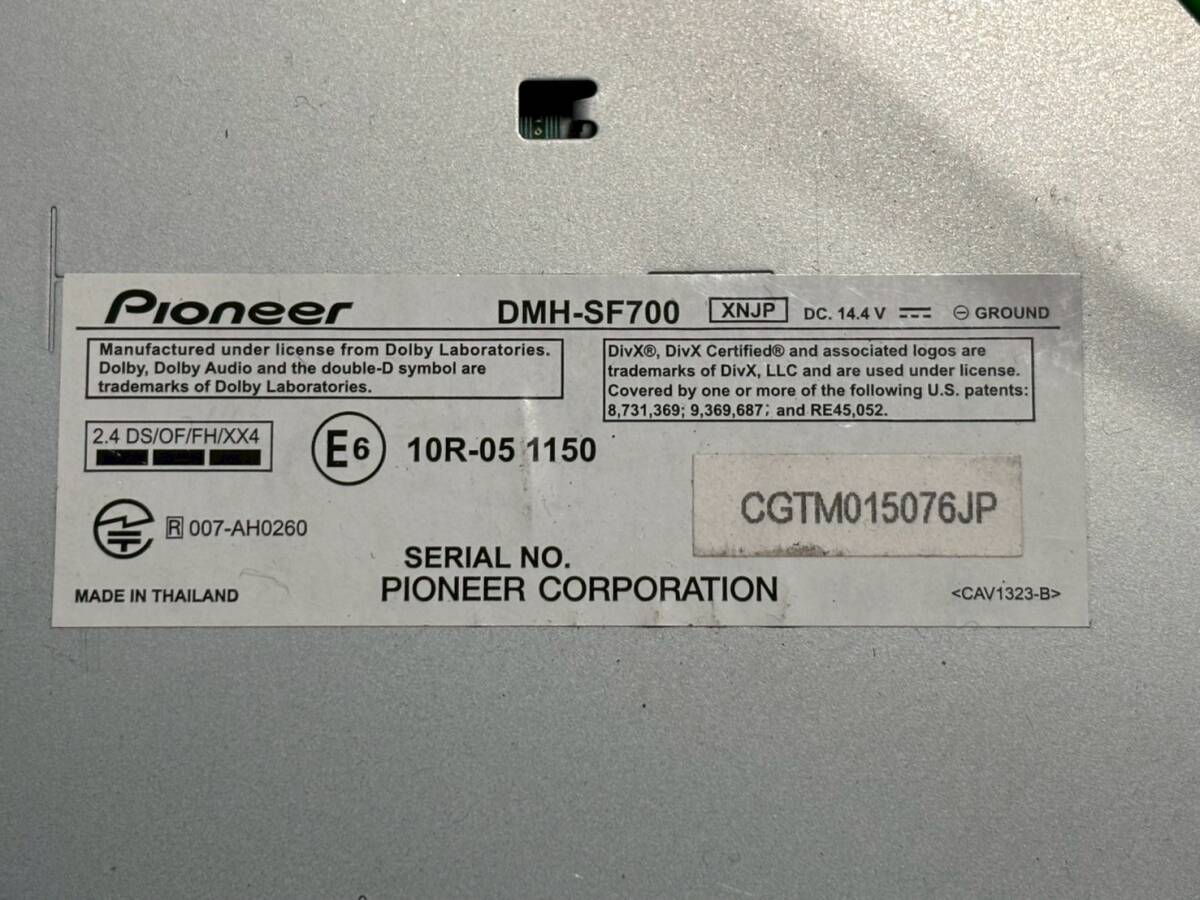 Pioneer DMH-SF700 XNJP DC. 14.4 V GROUND
Manufactured under license from Dolby Laboratories.
Dolby, Dolby Audio and the double-D symbol are
trademarks of Dolby Laboratories.
DivX®, DivX Certified® and associated logos are
trademarks of DivX, LLC and are used under license.
Covered by one or more of the following U.S. patents:
8,731,369; 9,369,687; and RE45,052.
2.4 DS/OF/FH/XX4
E6 10R-05 1150
R 007-AH0260
CGTM015076JP
SERIAL NO.
MADE IN THAILAND PIONEER CORPORATION <CAV1323-B>